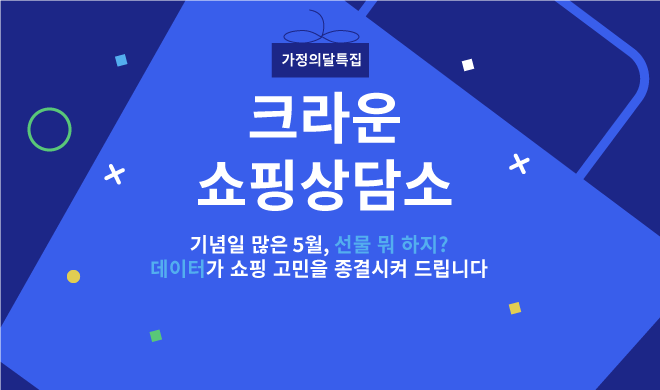 가정의달특집
크라운
쇼핑상담소
기념일 많은 5월, 선물 뭐 하지?
데이터가 쇼핑 고민을 종결시켜 드립니다